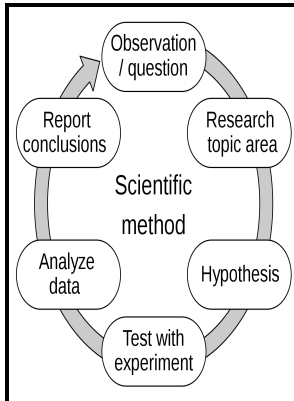 Observation
/ question
Research
topic area
Hypothesis
Test with
experiment
Analyze
data
Report
conclusions
Scientific
method